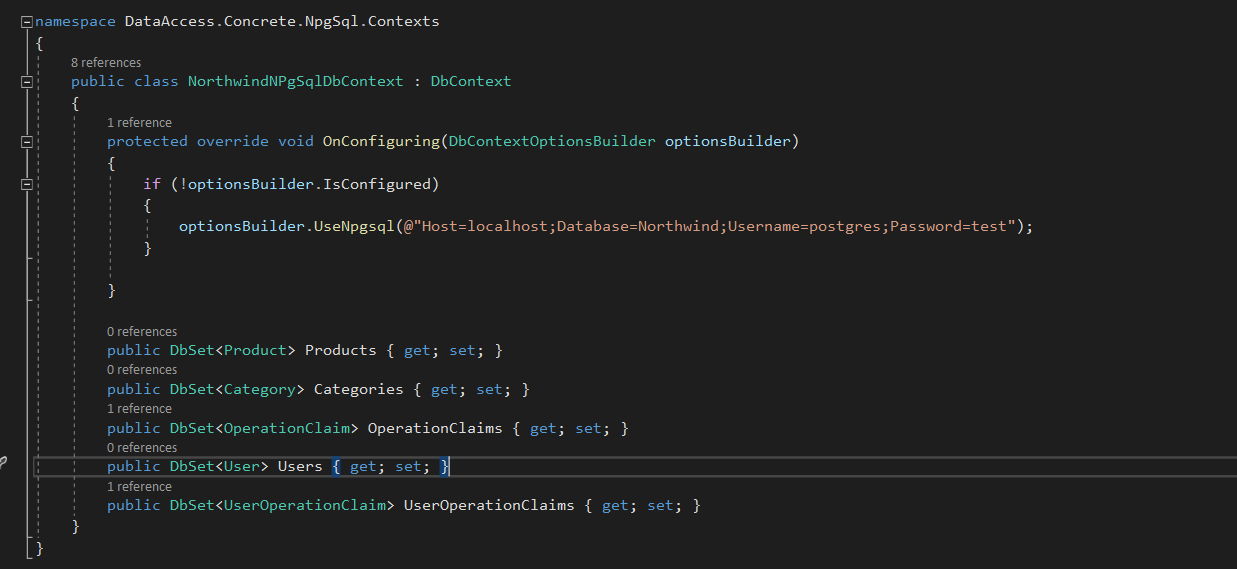 namespace DataAccess.Concrete.NpgSql.Contexts
{
8 references
public class NorthwindNPgSqlDbContext : DbContext
{
1 reference
protected override void OnConfiguring(DbContextOptionsBuilder optionsBuilder)
{
if (!optionsBuilder.IsConfigured)
{
optionsBuilder.UseNpgsql(@"Host=localhost;Database=Northwind;Username=postgres;Password=test");
}
}
0 references
public DbSet<Product> Products { get; set; }
0 references
public DbSet<Category> Categories { get; set; }
1 reference
public DbSet<OperationClaim> OperationClaims { get; set; }
0 references
public DbSet<User> Users { get; set; }
1 reference
public DbSet<UserOperationClaim> UserOperationClaims { get; set; }
}
}